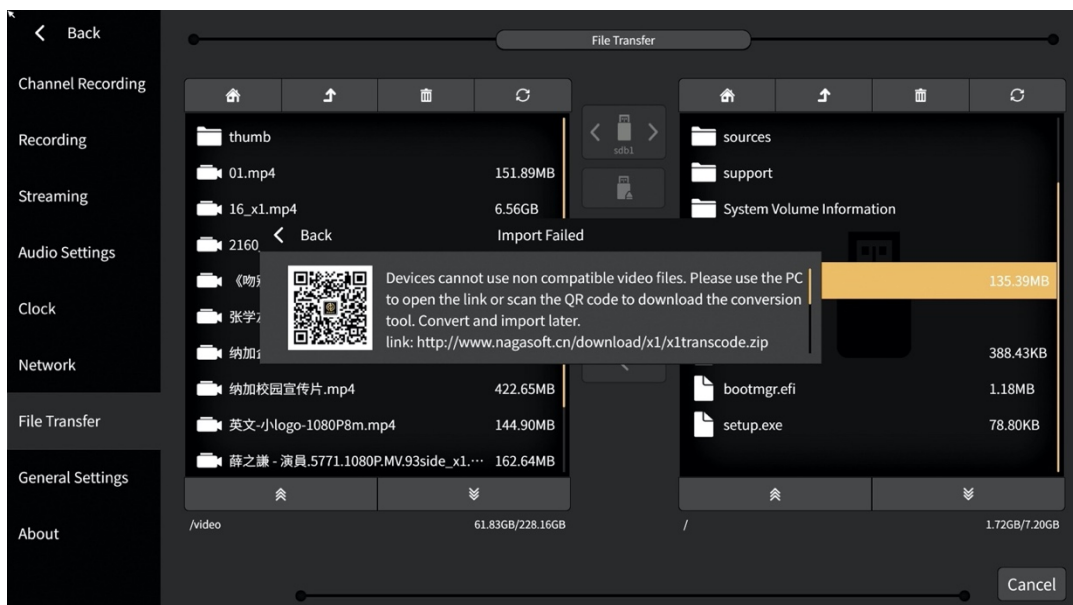 Back
File Transfer
Channel Recording
Recording
Streaming
Audio Settings
Clock
Network
File Transfer
General Settings
About
thumb
01.mp4 151.89MB
16_x1.mp4 6.56GB
2160
张学
纳加
纳加校园宣传片.mp4 422.65MB
英文-小logo-1080P8m.mp4 144.90MB
薛之謙 - 演員.5771.1080P.MV.93side_x1.… 162.64MB
/video 61.83GB/228.16GB
sdb1
Back Import Failed
Devices cannot use non compatible video files. Please use the PC
to open the link or scan the QR code to download the conversion
tool. Convert and import later.
link: http://www.nagasoft.cn/download/x1/x1transcode.zip
sources
support
System Volume Information
135.39MB
388.43KB
bootmgr.efi 1.18MB
setup.exe 78.80KB
/ 1.72GB/7.20GB
Cancel